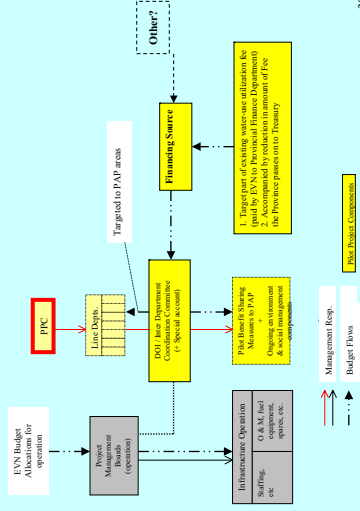 EVN Budget
Allocations for
operation
Project
Management
Boards
(operation)
Infrastructure Operation
Staffing,
etc
O & M, fuel
equipment,
spares, etc.
PPC
Line Depts.
DOI /Inter Department
Coordination Committee
(+ Special account)
Pilot Benefit Sharing
Measures to PAP
+
Ongoing environment
& social management
components
Targeted to PAP areas
Other?
Financing Source
1. Target part of existing water-use utilization fee
(paid by EVN to Provincial Finance Department)
2. Accompanied by reduction in amount of Fee
the Province passes on to Treasury
Management Resp.
Budget Flows
Pilot Project Components